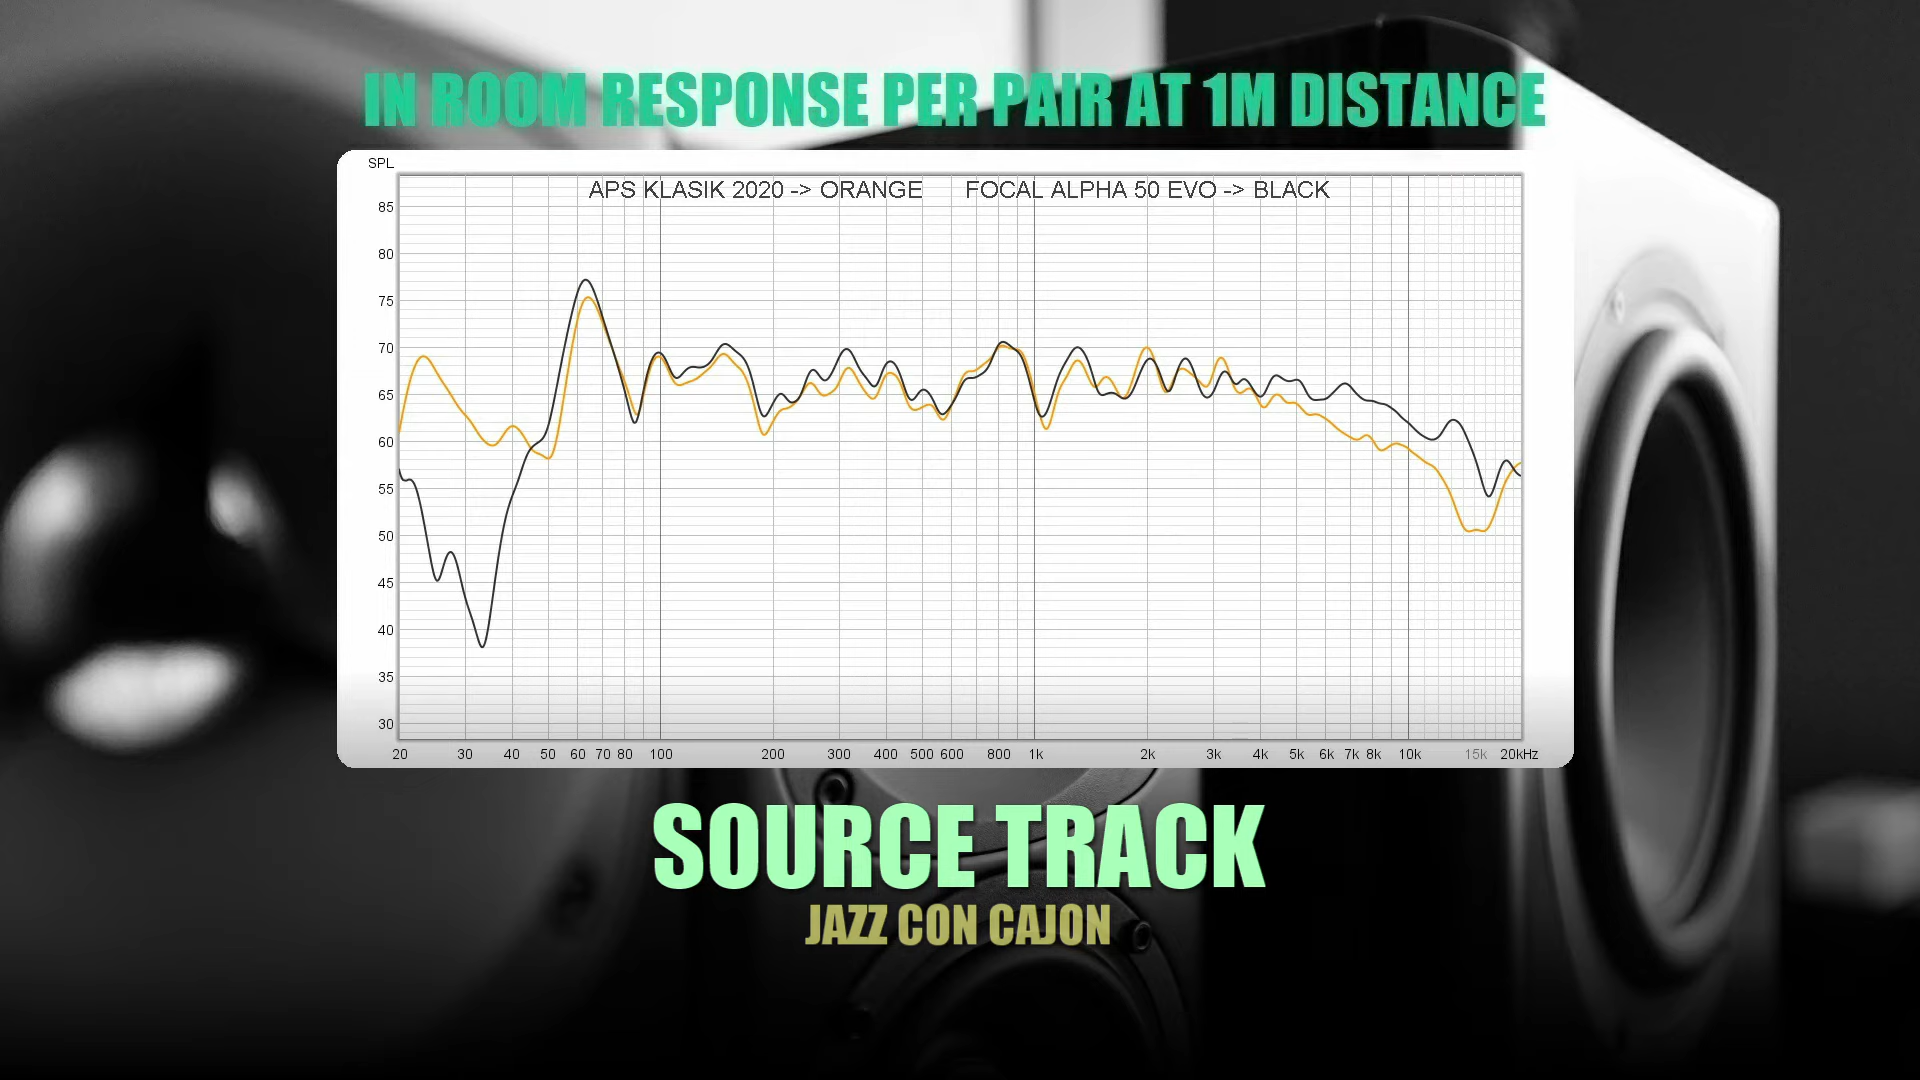 IN ROOM RESPONSE PER PAIR AT 1M DISTANCE
SPL
APS KLASIK 2020 -> ORANGE FOCAL ALPHA 50 EVO -> BLACK
85
80
75
70
65
60
55
50
45
40
35
30
20 30 40 50 60 70 80 100 200 300 400 500 600 800 1k 2k 3k 4k 5k 6k 7k 8k 10k 15k 20kHz
SOURCE TRACK
JAZZ CON CAJON